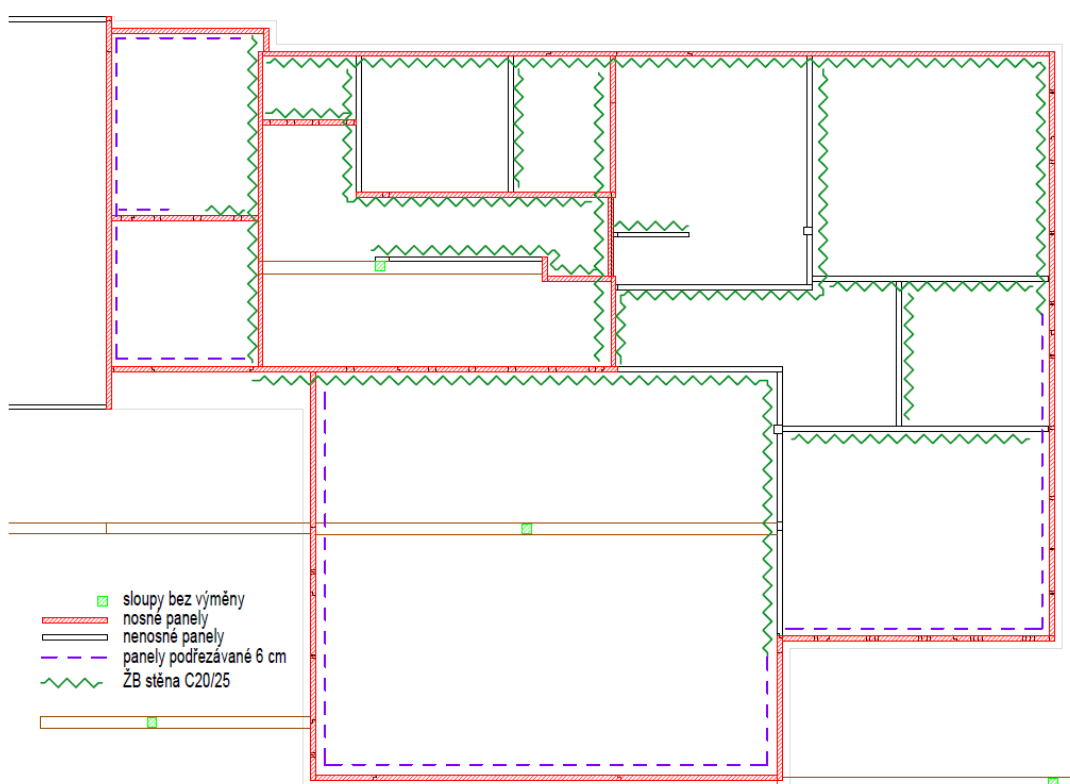 sloupy bez výměny
nosné panely
nenosné panely
panely podřezávané 6 cm
ŽB stěna C20/25